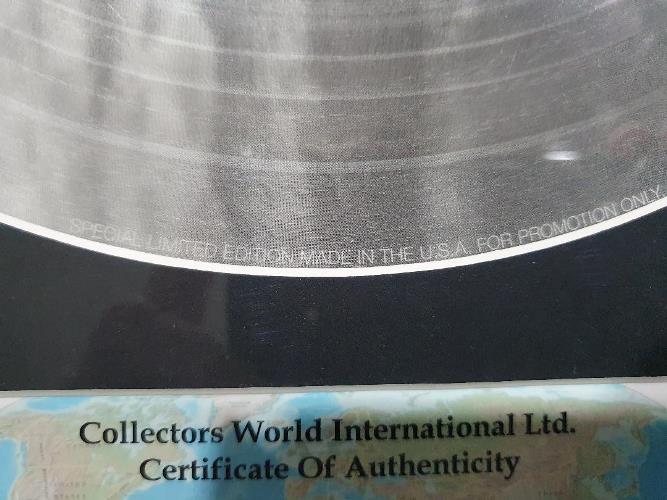 SPECIAL LIMITED EDITION MADE IN THE U.S.A. FOR PROMOTION ONLY.
Collectors World International Ltd.
Certificate Of Authenticity